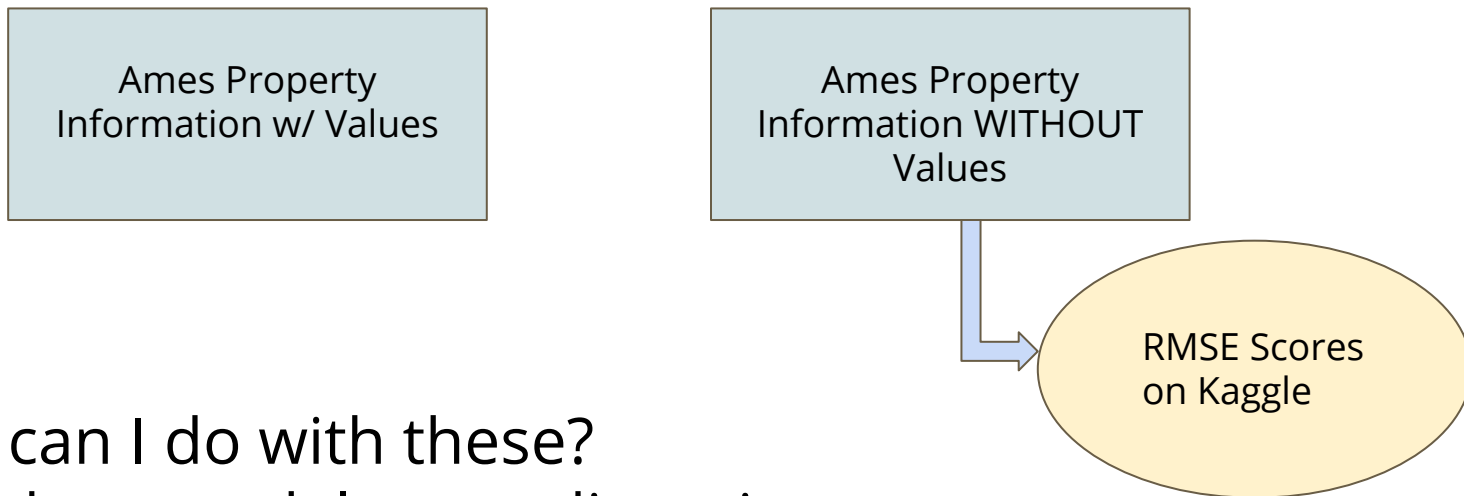 Ames Property
Information w/ Values
Ames Property
Information WITHOUT
Values
RMSE Scores
on Kaggle
can I do with these?